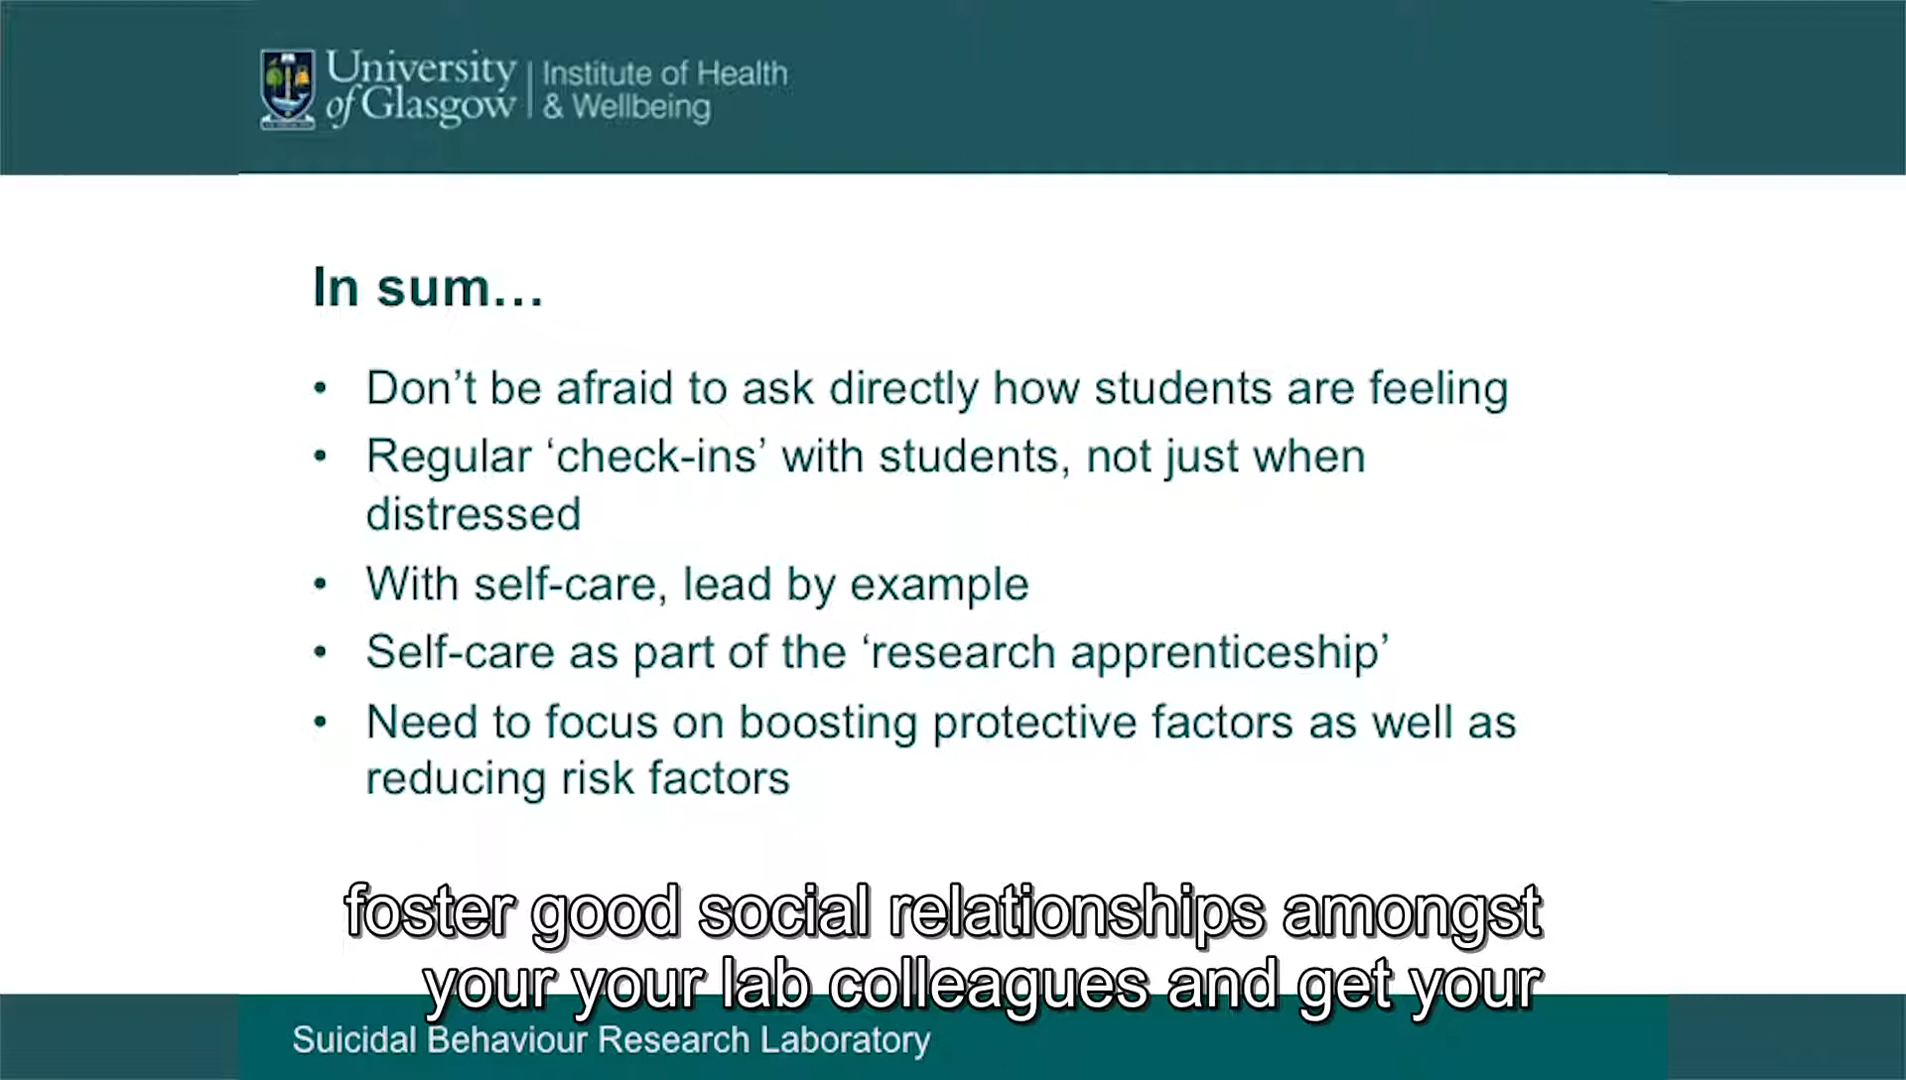 University
of Glasgow
Institute of Health
& Wellbeing
In sum...
• Don't be afraid to ask directly how students are feeling
• Regular ‘check-ins’ with students, not just when
distressed
• With self-care, lead by example
• Self-care as part of the ‘research apprenticeship’
• Need to focus on boosting protective factors as well as
reducing risk factors
foster good social relationships amongst
your your lab colleagues and get your
Suicidal Behaviour Research Laboratory